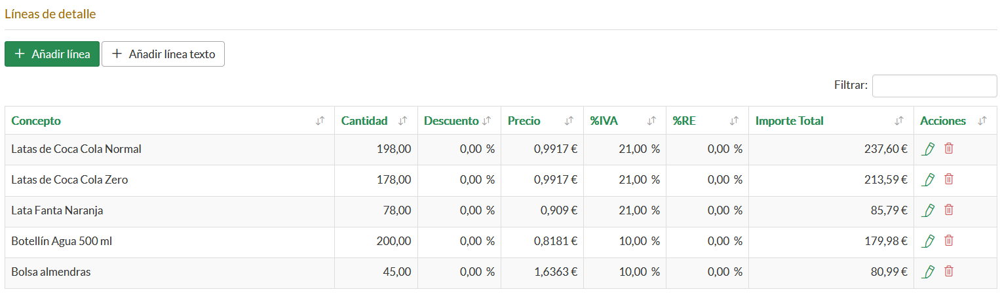 Líneas de detalle
+ Añadir línea + Añadir línea texto
Filtrar:
Concepto Cantidad Descuento Precio %IVA %RE Importe Total Acciones
Latas de Coca Cola Normal 198,00 0,00 % 0,9917 € 21,00 % 0,00 % 237,60 €
Latas de Coca Cola Zero 178,00 0,00 % 0,9917 € 21,00 % 0,00 % 213,59 €
Lata Fanta Naranja 78,00 0,00 % 0,909 € 21,00 % 0,00 % 85,79 €
Botellín Agua 500 ml 200,00 0,00 % 0,8181 € 10,00 % 0,00 % 179,98 €
Bolsa almendras 45,00 0,00 % 1,6363 € 10,00 % 0,00 % 80,99 €